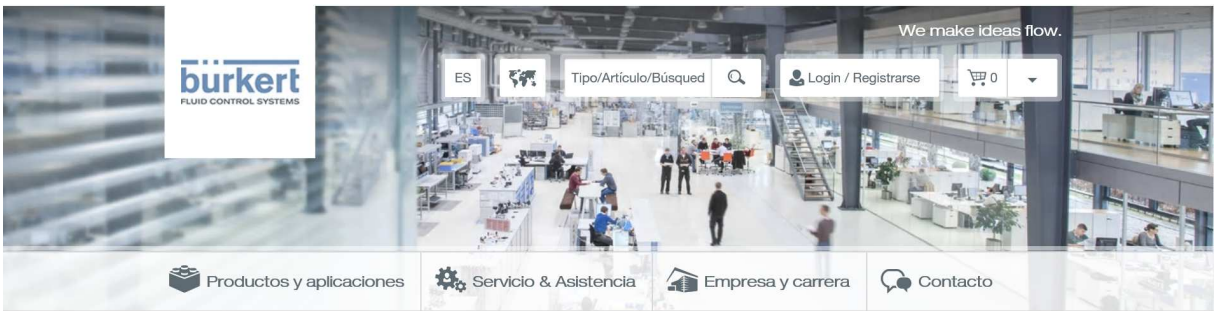 We make ideas flow.
bürkert
FLUID CONTROL SYSTEMS
ES
Tipo/Artículo/Búsqued
Login / Registrarse
0
Productos y aplicaciones
Servicio & Asistencia
Empresa y carrera
Contacto